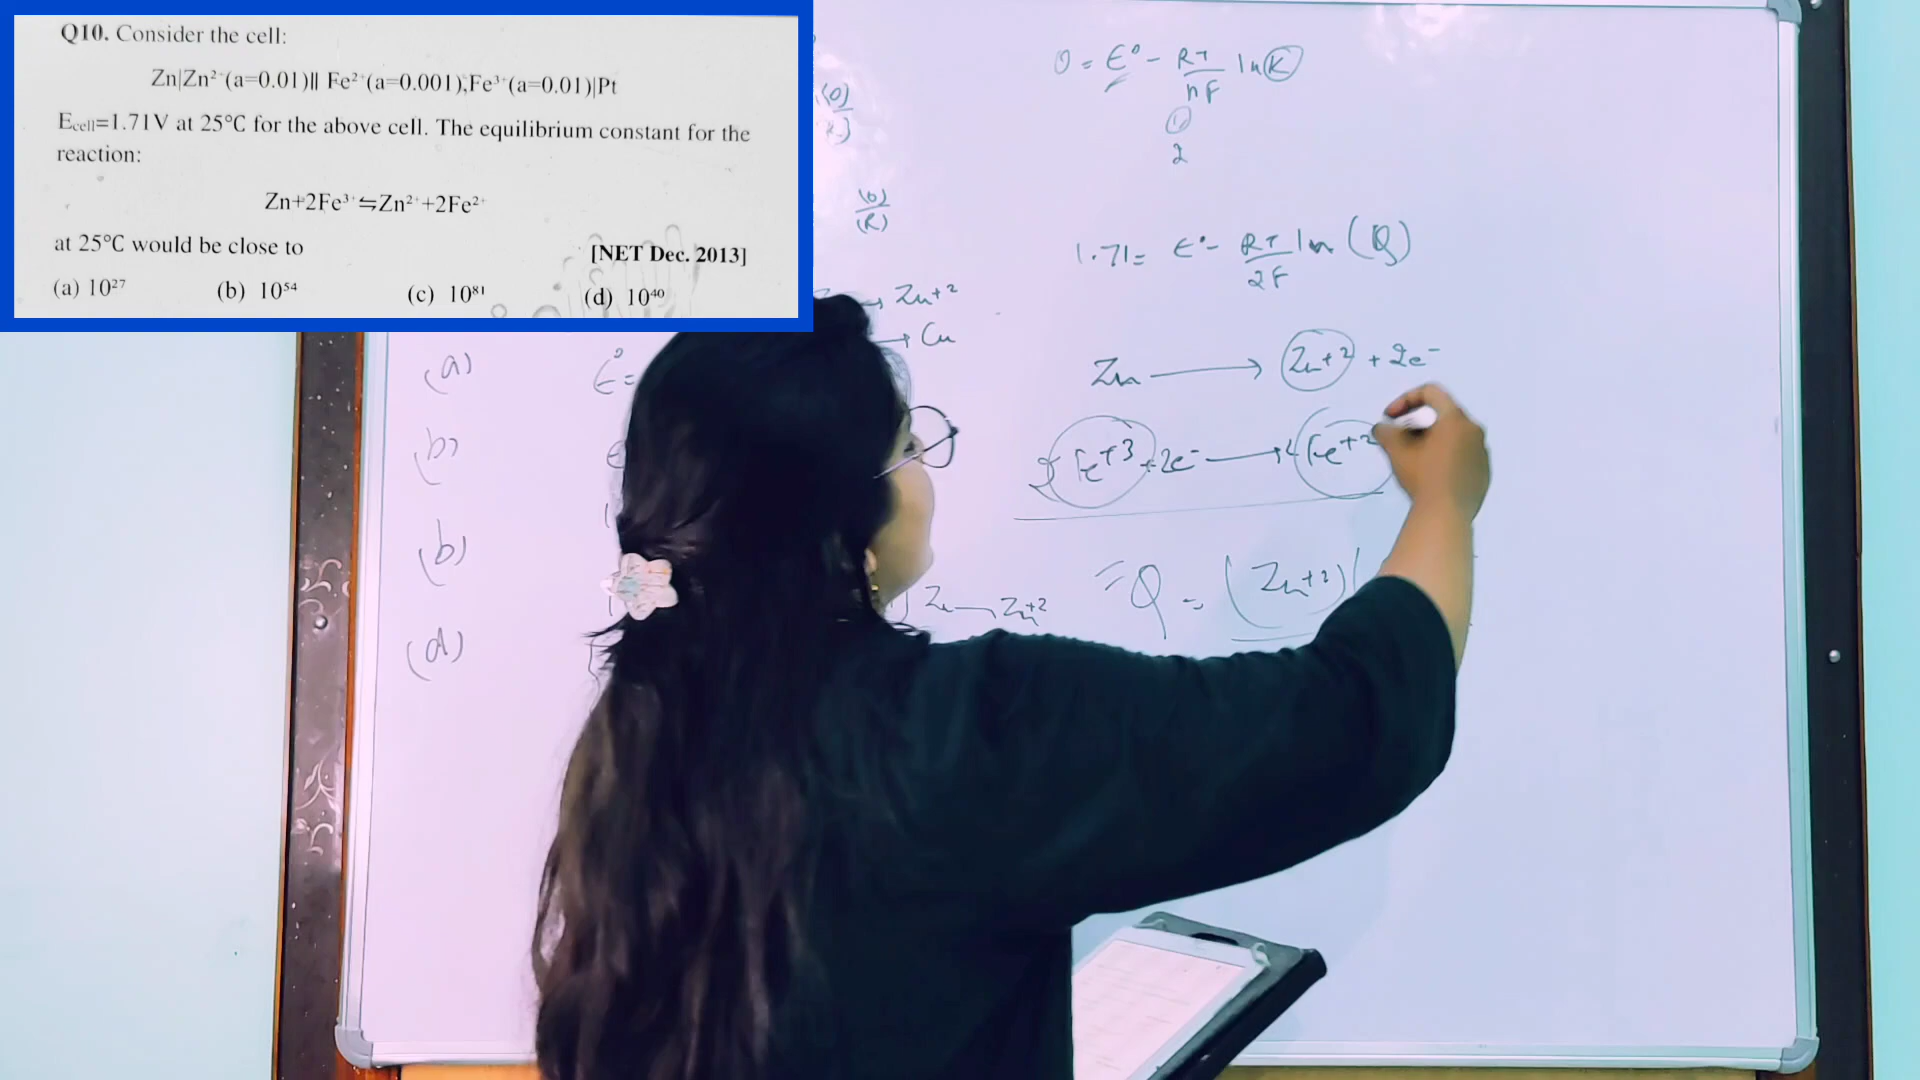 Q10. Consider the cell:
Zn|Zn²⁺(a=0.01)|| Fe²⁺(a=0.001),Fe³⁺(a=0.01)|Pt
Ecell=1.71V at 25°C for the above cell. The equilibrium constant for the
reaction:
Zn+2Fe³⁺⇋Zn²⁺+2Fe²⁺
at 25°C would be close to
[NET Dec. 2013]
(a) 10²⁷ (b) 10⁵⁴ (c) 10⁸¹ (d) 10⁴⁰
(a)
(b)
(b)
(d)
E° =
(0)
(0)/(R)
→ Zn+2
→ Cu
Zn — Zn+2
0 = E° - RT/nF ln K
2
1.71 = E° - RT/2F ln (Q)
Zn → Zn+2 + 2e-
2Fe+3 + 2e- → 2Fe+2
= Q = (Zn+2) (